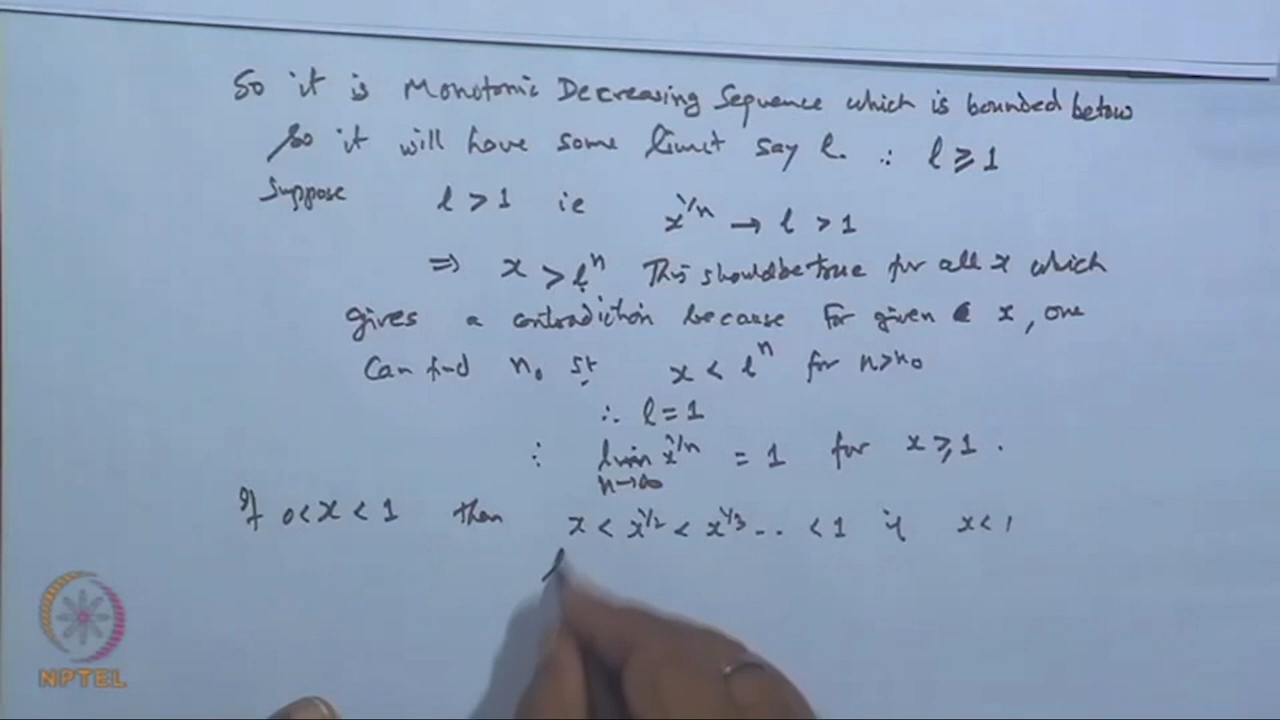 So it is Monotonic Decreasing Sequence which is bounded below
So it will have some limit say l. ∴ l ≥ 1
Suppose l > 1 ie x^{1/n} → l > 1
⇒ x > l^n This should be true for all x which
gives a contradiction because for given x, one
Can find n₀ st x < l^n for n > n₀
∴ l = 1
∴ lim_{n→∞} x^{1/n} = 1 for x ≥ 1.
If 0 < x < 1 then x < x^{1/2} < x^{1/3} .. < 1 if x < 1
NPTEL